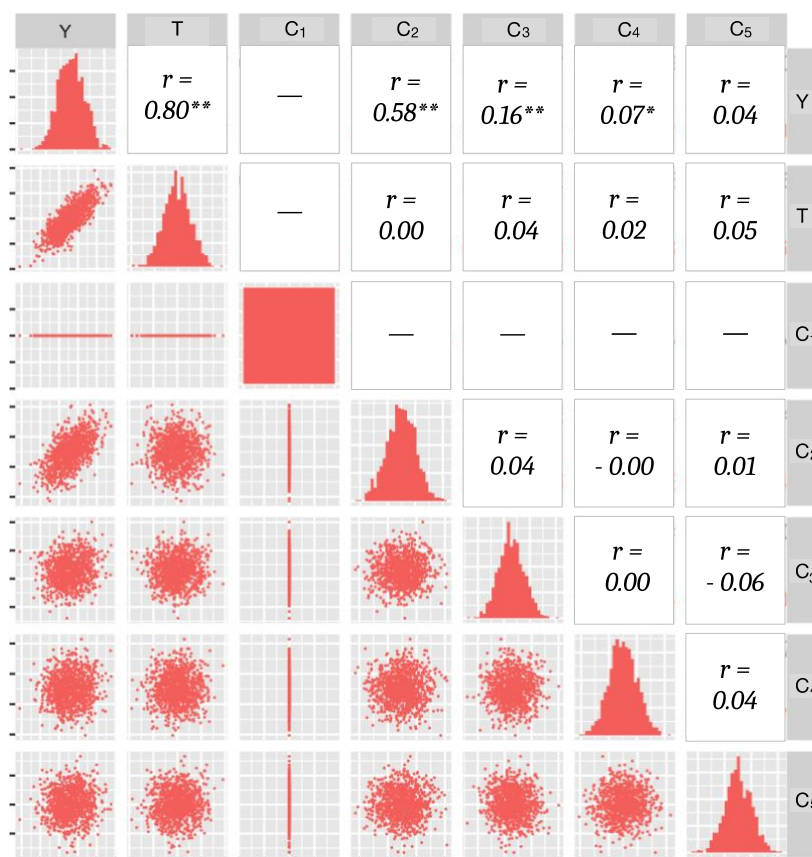 Y T C₁ C₂ C₃ C₄ C₅
r = 0.80** — r = 0.58** r = 0.16** r = 0.07* r = 0.04 Y
— r = 0.00 r = 0.04 r = 0.02 r = 0.05 T
— — — — C
r = 0.04 r = - 0.00 r = 0.01 C
r = 0.00 r = - 0.06 C
r = 0.04 C
C